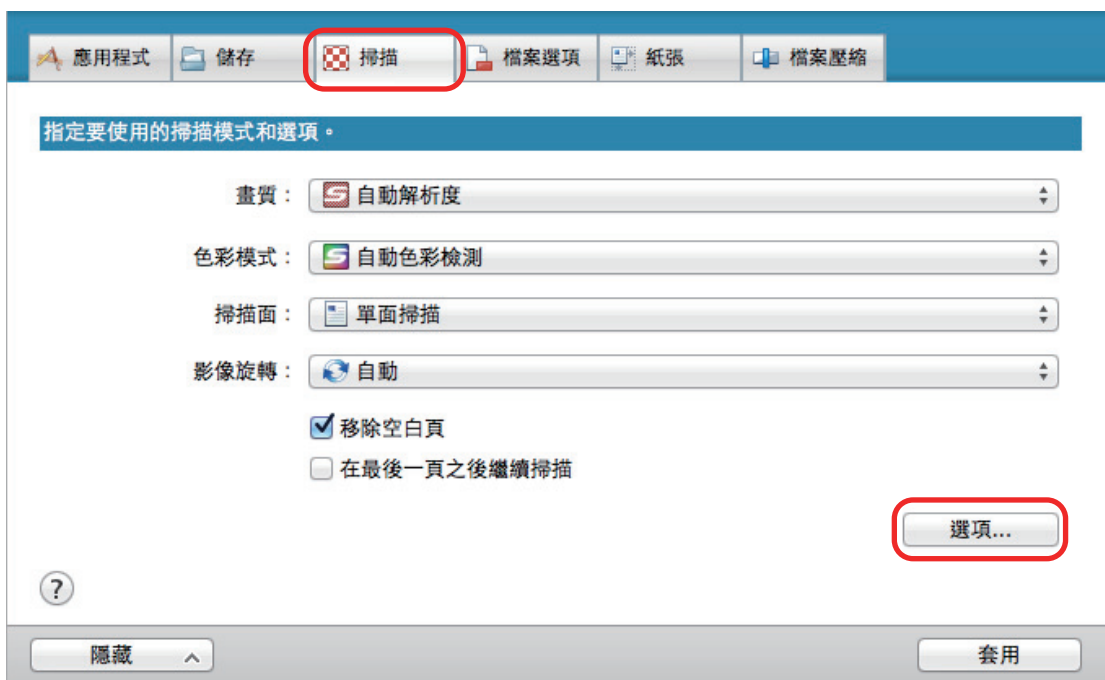 應用程式 儲存 掃描 檔案選項 紙張 檔案壓縮
指定要使用的掃描模式和選項。
畫質： 自動解析度
色彩模式： 自動色彩檢測
掃描面： 單面掃描
影像旋轉： 自動
移除空白頁
在最後一頁之後繼續掃描
選項...
?
隱藏 套用